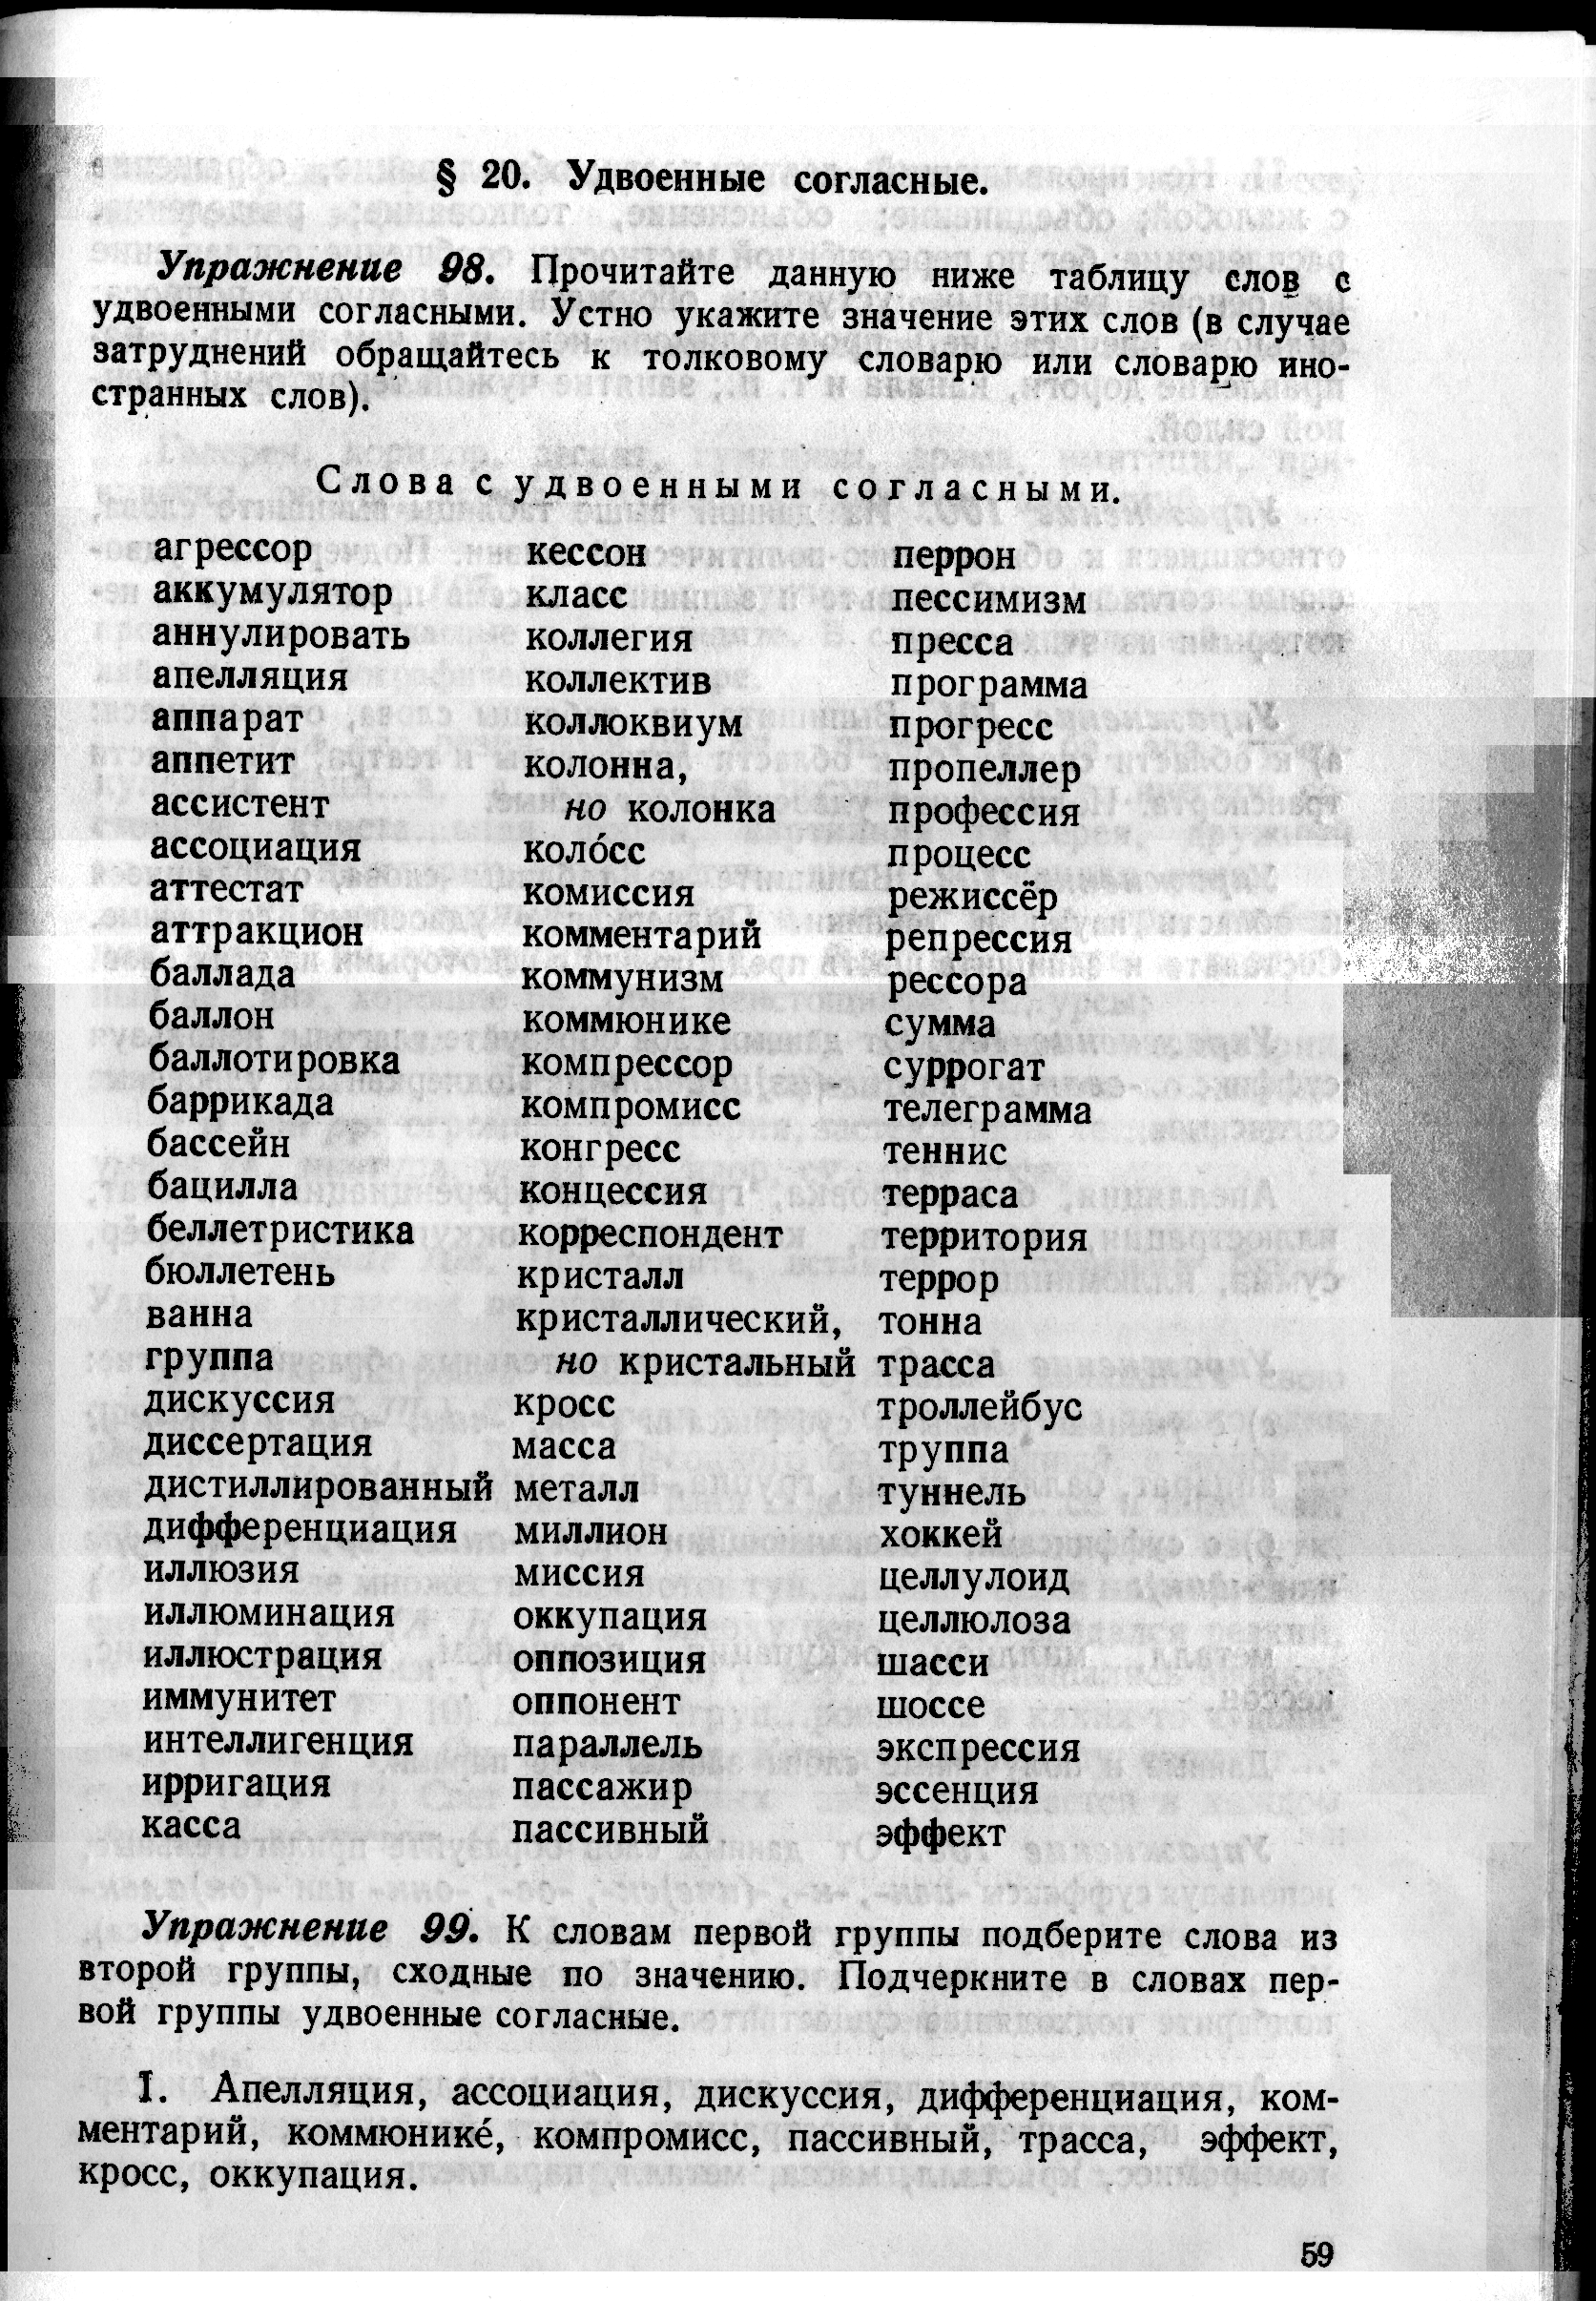 § 20. Удвоенные согласные.
Упражнение 98. Прочитайте данную ниже таблицу слов с
удвоенными согласными. Устно укажите значение этих слов (в случае
затруднений обращайтесь к толковому словарю или словарю ино-
странных слов).
Слова с удвоенными согласными.
агрессор
аккумулятор
аннулировать
апелляция
аппарат
аппетит
ассистент
ассоциация
аттестат
аттракцион
баллада
баллон
баллотировка
баррикада
бассейн
бацилла
беллетристика
бюллетень
ванна
группа
дискуссия
диссертация
дистиллированный
дифференциация
иллюзия
иллюминация
иллюстрация
иммунитет
интеллигенция
ирригация
касса
кессон
класс
коллегия
коллектив
коллоквиум
колонна,
но колонка
коло́сс
комиссия
комментарий
коммунизм
коммюнике
компрессор
компромисс
конгресс
концессия
корреспондент
кристалл
кристаллический,
но кристальный
кросс
масса
металл
миллион
миссия
оккупация
оппозиция
оппонент
параллель
пассажир
пассивный
перрон
пессимизм
пресса
программа
прогресс
пропеллер
профессия
процесс
режиссёр
репрессия
рессора
сумма
суррогат
телеграмма
теннис
терраса
территория
террор
тонна
трасса
троллейбус
труппа
туннель
хоккей
целлулоид
целлюлоза
шасси
шоссе
экспрессия
эссенция
эффект
Упражнение 99. К словам первой группы подберите слова из
второй группы, сходные по значению. Подчеркните в словах пер-
вой группы удвоенные согласные.
I. Апелляция, ассоциация, дискуссия, дифференциация, ком-
ментарий, коммюнике́, компромисс, пассивный, трасса, эффект,
кросс, оккупация.
59